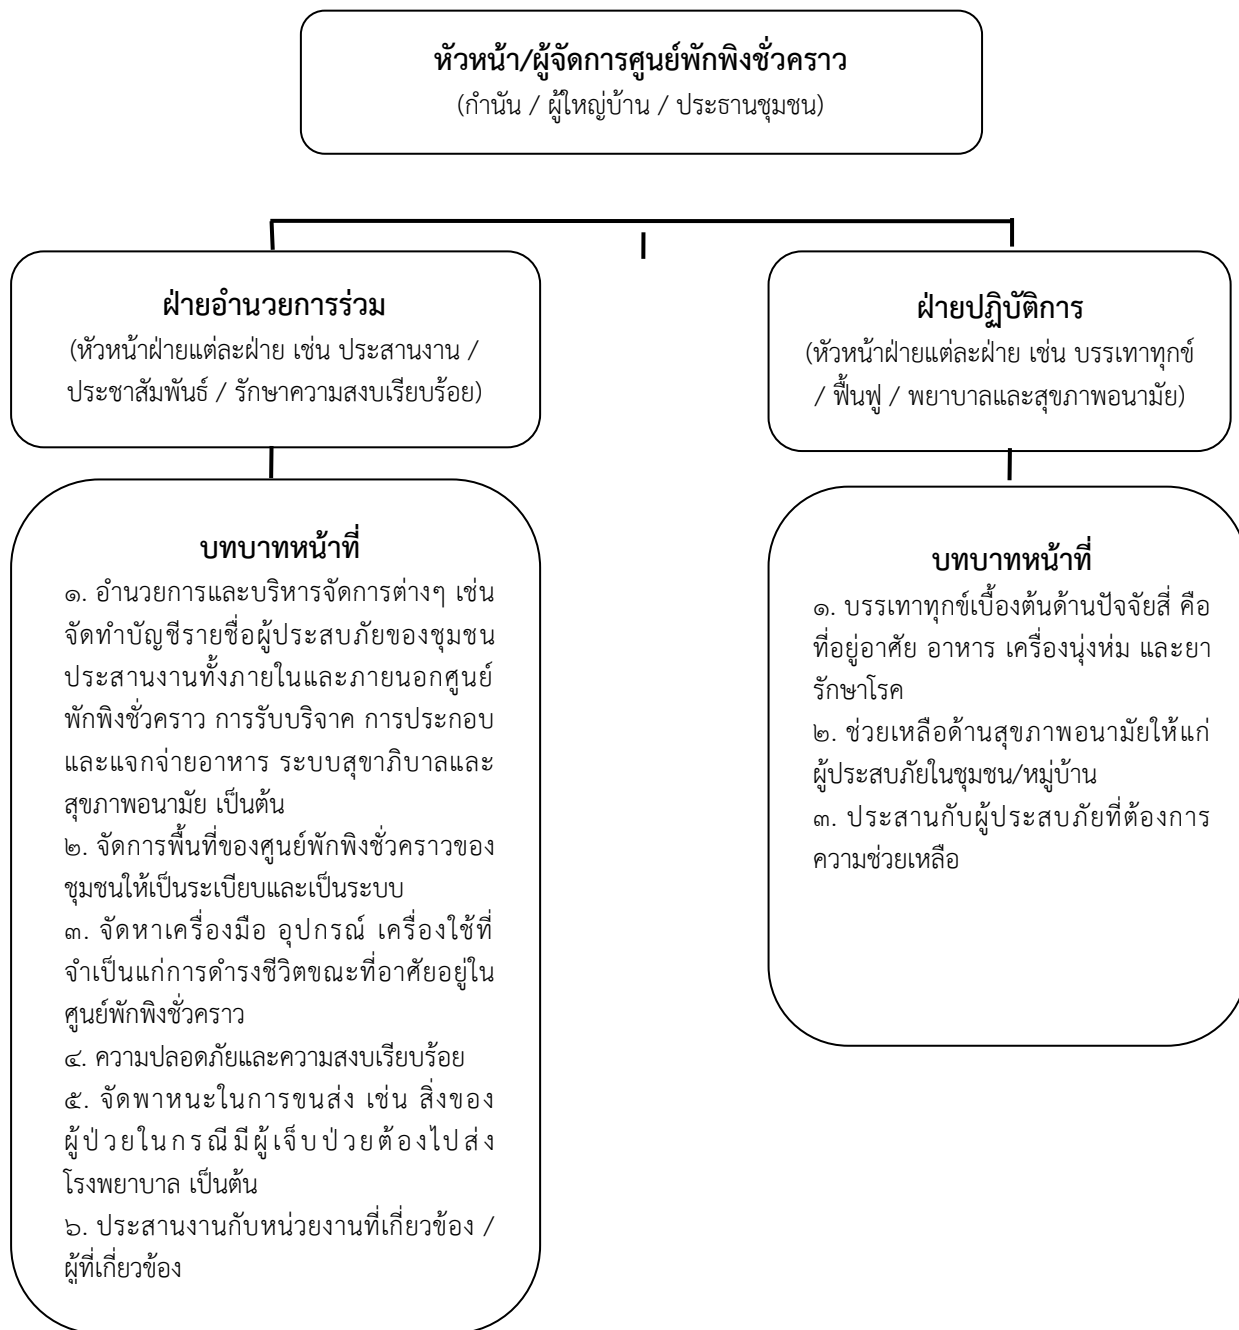 หัวหน้า/ผู้จัดการศูนย์พักพิงชั่วคราว
(กำนัน / ผู้ใหญ่บ้าน / ประธานชุมชน)
ฝ่ายอำนวยการร่วม
(หัวหน้าฝ่ายแต่ละฝ่าย เช่น ประสานงาน /
ประชาสัมพันธ์ / รักษาความสงบเรียบร้อย)
ฝ่ายปฏิบัติการ
(หัวหน้าฝ่ายแต่ละฝ่าย เช่น บรรเทาทุกข์
/ ฟื้นฟู / พยาบาลและสุขภาพอนามัย)
บทบาทหน้าที่
๑. อำนวยการและบริหารจัดการต่างๆ เช่น
จัดทำบัญชีรายชื่อผู้ประสบภัยของชุมชน
ประสานงานทั้งภายในและภายนอกศูนย์
พักพิงชั่วคราว การรับบริจาค การประกอบ
และแจกจ่ายอาหาร ระบบสุขาภิบาลและ
สุขภาพอนามัย เป็นต้น
๒. จัดการพื้นที่ของศูนย์พักพิงชั่วคราวของ
ชุมชนให้เป็นระเบียบและเป็นระบบ
๓. จัดหาเครื่องมือ อุปกรณ์ เครื่องใช้ที่
จำเป็นแก่การดำรงชีวิตขณะที่อาศัยอยู่ใน
ศูนย์พักพิงชั่วคราว
๔. ความปลอดภัยและความสงบเรียบร้อย
๕. จัดพาหนะในการขนส่ง เช่น สิ่งของ
ผู้ป่วยในกรณีมีผู้เจ็บป่วยต้องไปส่ง
โรงพยาบาล เป็นต้น
๖. ประสานงานกับหน่วยงานที่เกี่ยวข้อง /
ผู้ที่เกี่ยวข้อง
บทบาทหน้าที่
๑. บรรเทาทุกข์เบื้องต้นด้านปัจจัยสี่ คือ
ที่อยู่อาศัย อาหาร เครื่องนุ่งห่ม และยา
รักษาโรค
๒. ช่วยเหลือด้านสุขภาพอนามัยให้แก่
ผู้ประสบภัยในชุมชน/หมู่บ้าน
๓. ประสานกับผู้ประสบภัยที่ต้องการ
ความช่วยเหลือ